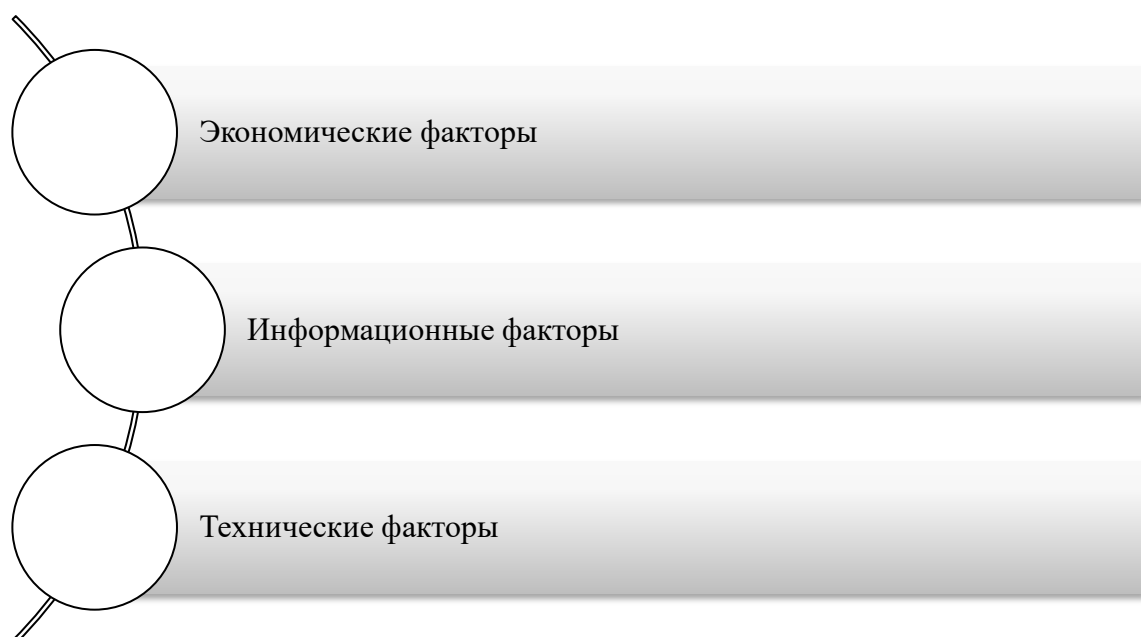 Экономические факторы
Информационные факторы
Технические факторы